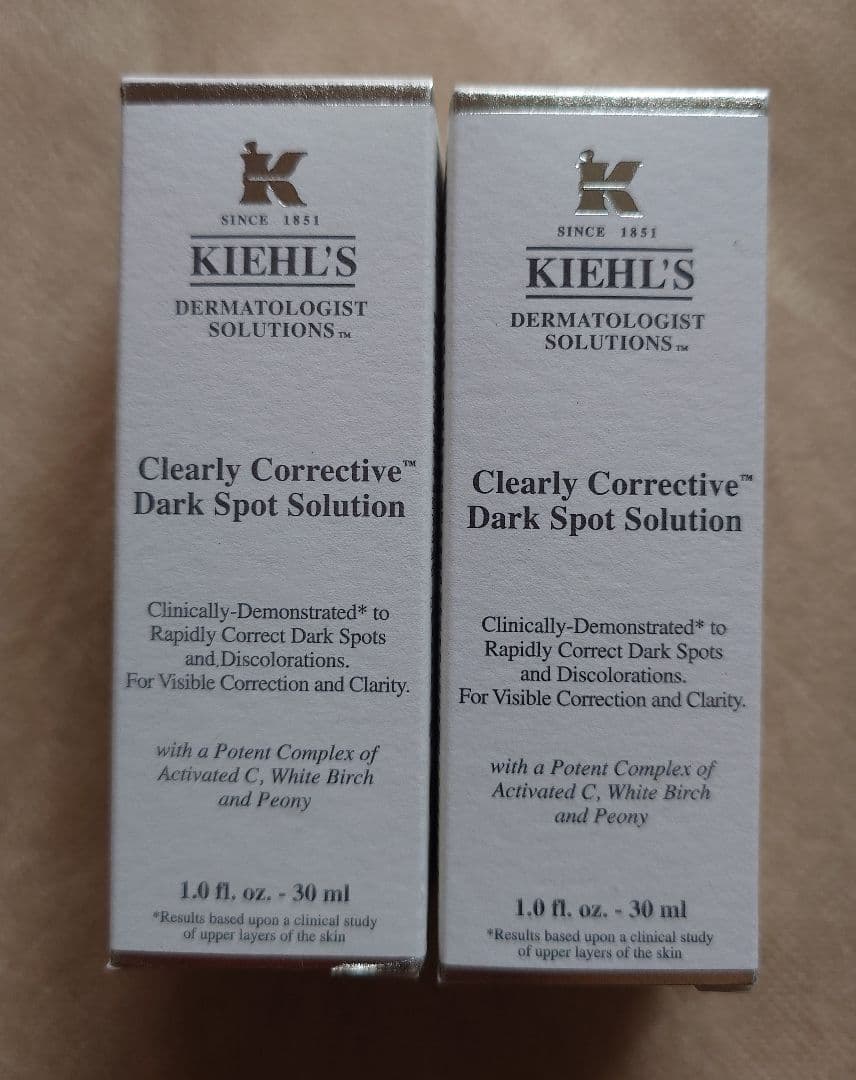 K
SINCE 1851
KIEHL'S
DERMATOLOGIST
SOLUTIONS™
Clearly Corrective™
Dark Spot Solution
Clinically-Demonstrated* to
Rapidly Correct Dark Spots
and Discolorations.
For Visible Correction and Clarity.
with a Potent Complex of
Activated C, White Birch
and Peony
1.0 fl. oz. - 30 ml
*Results based upon a clinical study
of upper layers of the skin
K
SINCE 1851
KIEHL'S
DERMATOLOGIST
SOLUTIONS™
Clearly Corrective™
Dark Spot Solution
Clinically-Demonstrated* to
Rapidly Correct Dark Spots
and Discolorations.
For Visible Correction and Clarity.
with a Potent Complex of
Activated C, White Birch
and Peony
1.0 fl. oz. - 30 ml
*Results based upon a clinical study
of upper layers of the skin